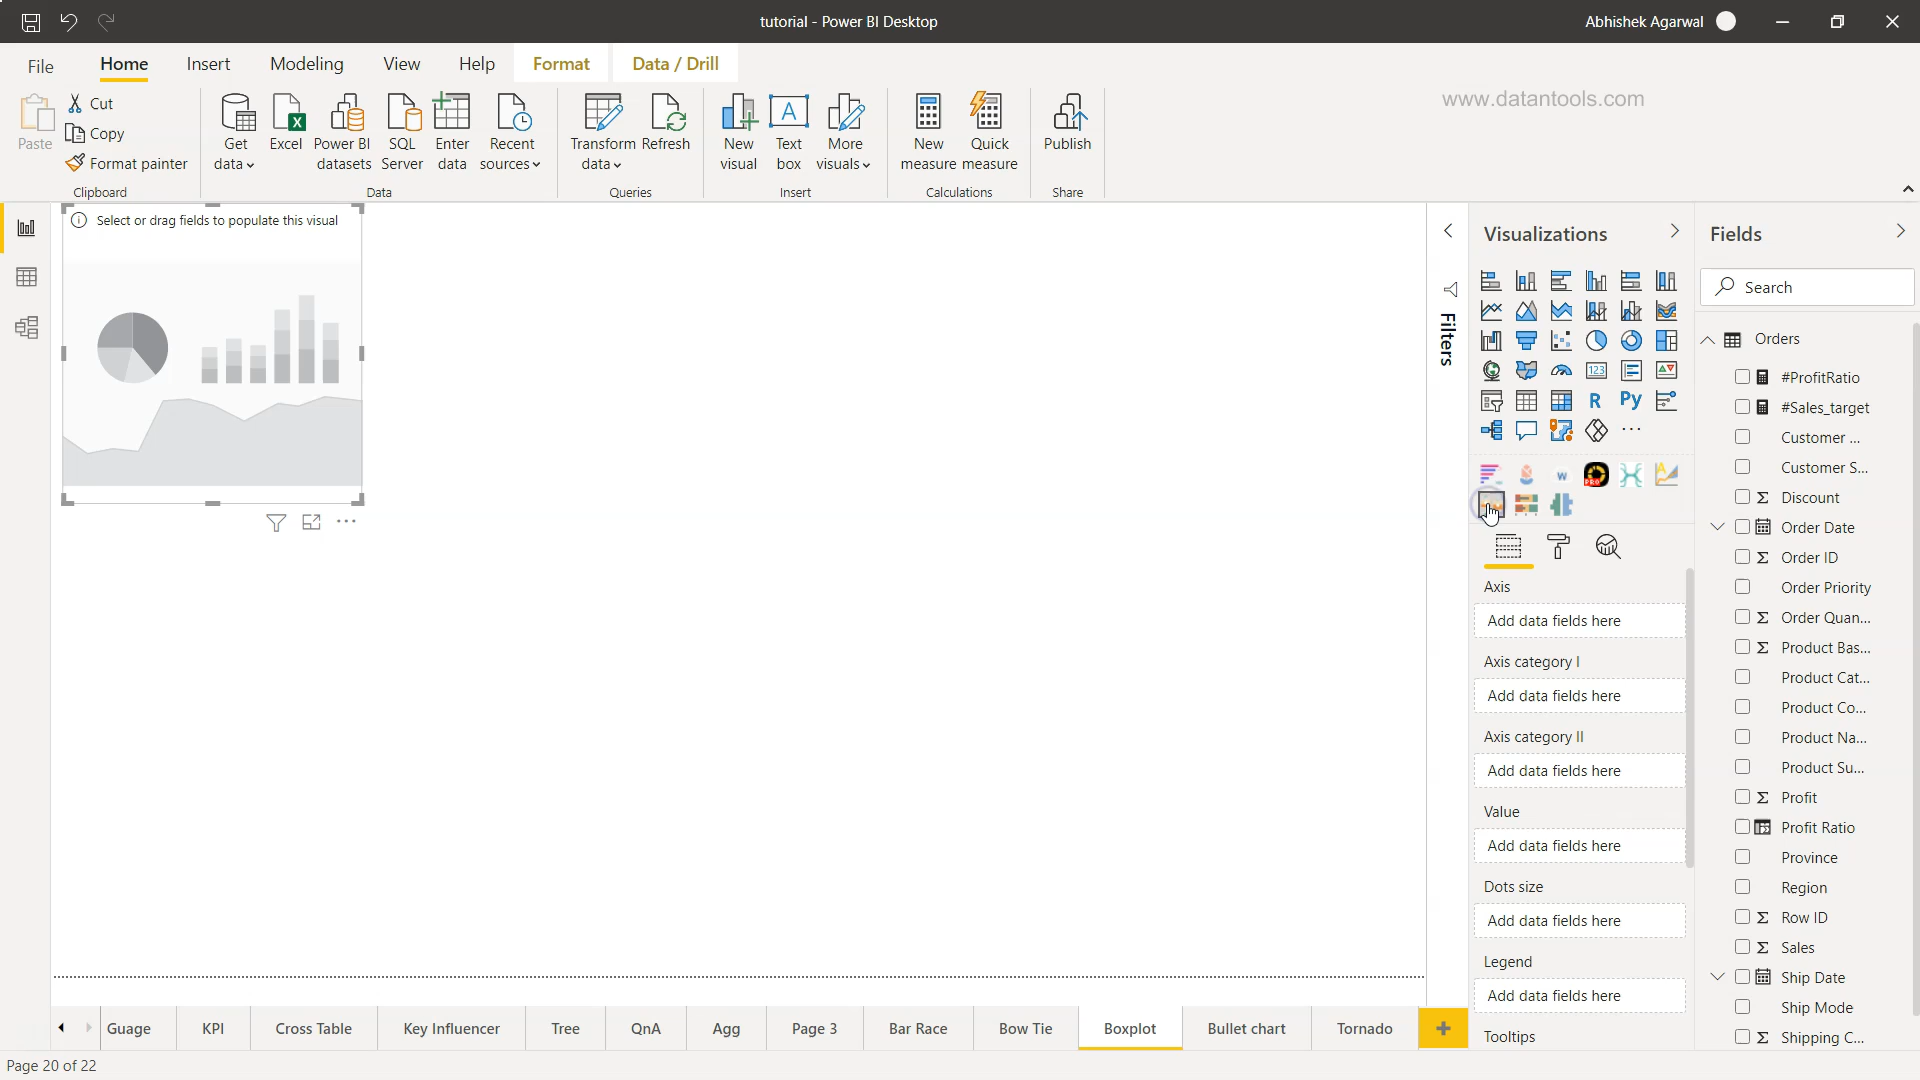 tutorial - Power BI Desktop
Abhishek Agarwal
File
Home
Insert
Modeling
View
Help
Format
Data / Drill
Paste
Cut
Copy
Format painter
Clipboard
Get data
Excel
Power BI datasets
SQL Server
Enter data
Recent sources
Data
Transform data
Refresh
Queries
New visual
Text box
More visuals
Insert
New measure
Quick measure
Calculations
Publish
Share
www.datantools.com
Select or drag fields to populate this visual
Filters
Visualizations
123
R
Py
...
W
PRO
Axis
Add data fields here
Axis category I
Add data fields here
Axis category II
Add data fields here
Value
Add data fields here
Dots size
Add data fields here
Legend
Add data fields here
Tooltips
Fields
Search
Orders
#ProfitRatio
#Sales_target
Customer ...
Customer S...
Σ Discount
Order Date
Σ Order ID
Order Priority
Σ Order Quan...
Σ Product Bas...
Product Cat...
Product Co...
Product Na...
Product Su...
Σ Profit
Profit Ratio
Province
Region
Σ Row ID
Σ Sales
Ship Date
Ship Mode
Σ Shipping C...
Guage
KPI
Cross Table
Key Influencer
Tree
QnA
Agg
Page 3
Bar Race
Bow Tie
Boxplot
Bullet chart
Tornado
+
Page 20 of 22